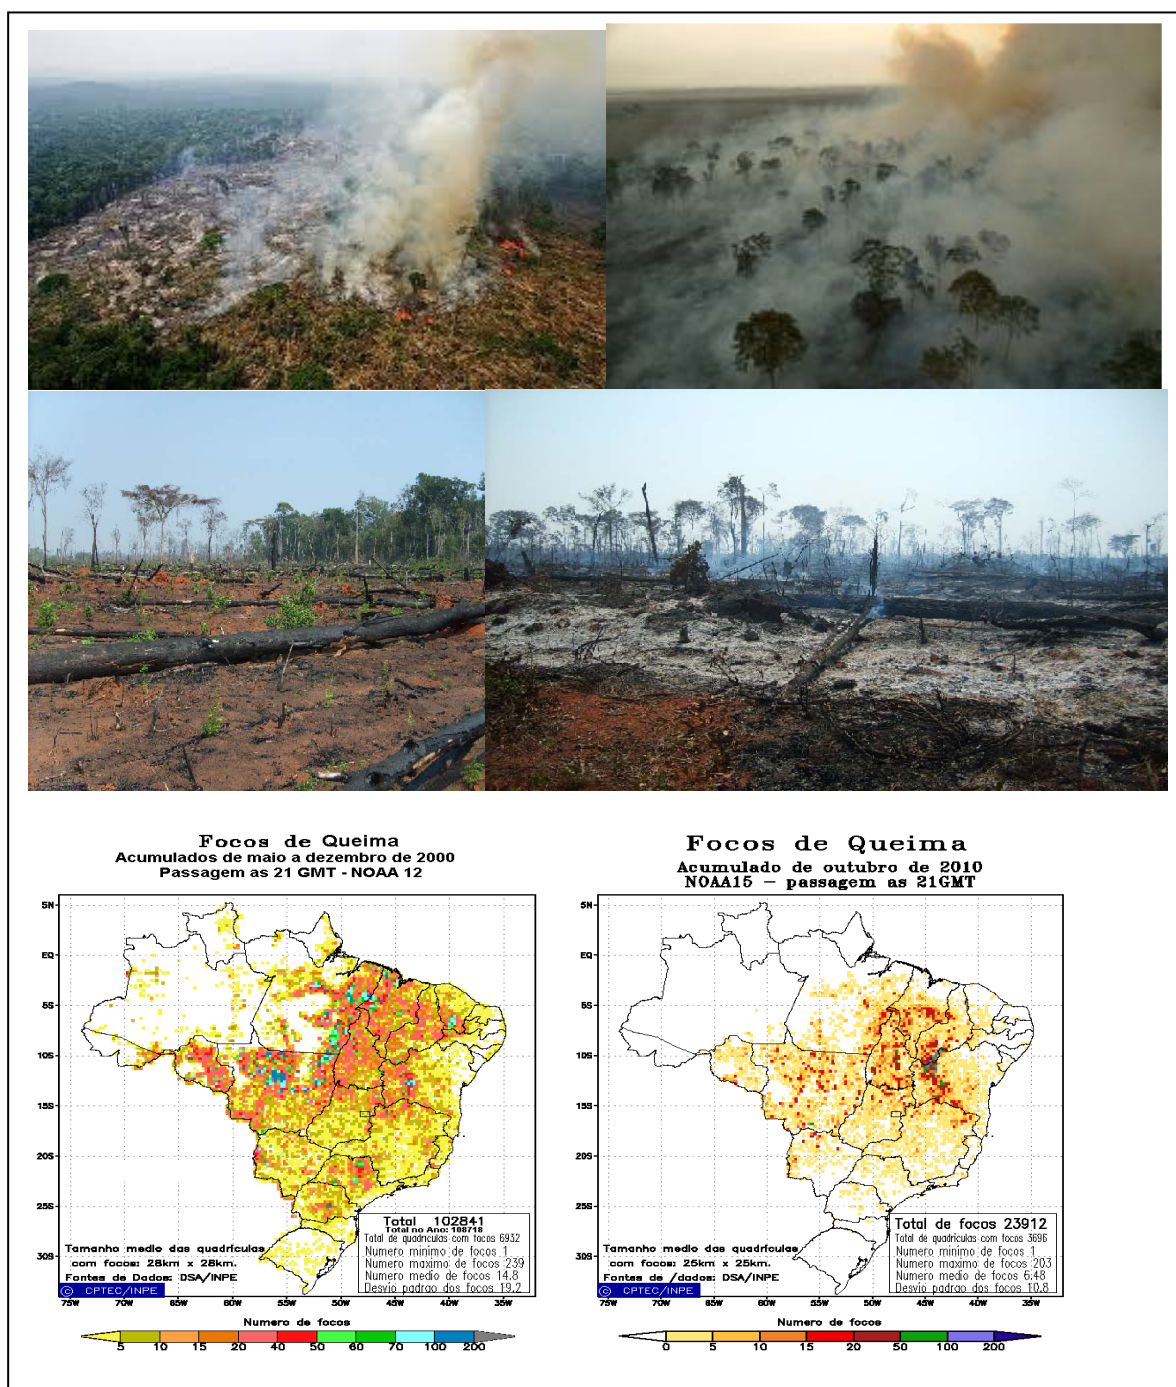 Focos de Queima
Acumulados de maio a dezembro de 2000
Passagem as 21 GMT - NOAA 12
5N
EQ
5S
10S
15S
20S
25S
30S
Total 102841
Total no Ano: 108718
Total de quadriculas com focos 6932
Numero minimo de focos 1
Numero maximo de focos 239
Numero medio de focos 14.8
Desvio padrao dos focos 19.2
Tamanho medio das quadrículas
com focos: 28km x 28km.
Fontes de Dados: DSA/INPE
© CPTEC/INPE
75W 70W 65W 60W 55W 50W 45W 40W 35W
Numero de focos
5 10 15 20 40 50 60 70 100 200
Focos de Queima
Acumulado de outubro de 2010
NOAA15 – passagem as 21GMT
5N
EQ
5S
10S
15S
20S
25S
30S
Total de focos 23912
Total de quadriculas com focos 3696
Numero minimo de focos 1
Numero maximo de focos 203
Numero medio de focos 6.48
Desvio padrao dos focos 10.8
Tamanho medio das quadrículas
com focos: 25km x 25km.
Fontes de /dados: DSA/INPE
© CPTEC/INPE
75W 70W 65W 60W 55W 50W 45W 40W 35W
Numero de focos
0 5 10 15 20 50 100 200